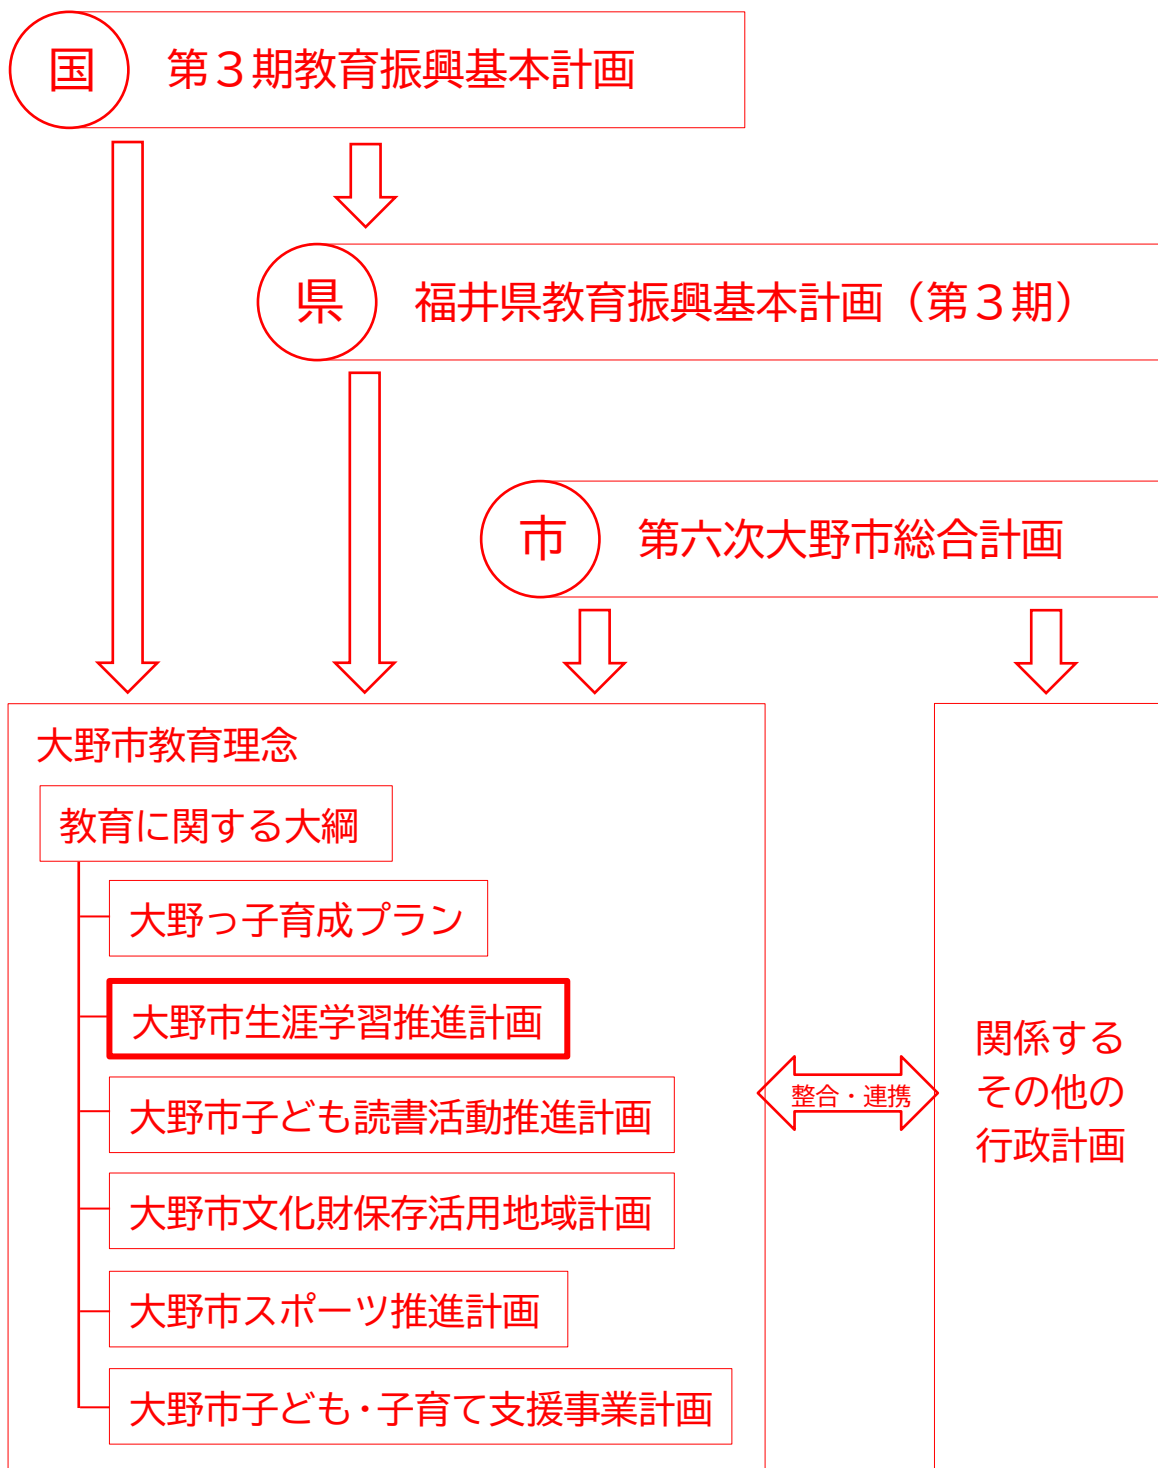 国 第３期教育振興基本計画
県 福井県教育振興基本計画（第３期）
市 第六次大野市総合計画
大野市教育理念
教育に関する大綱
大野っ子育成プラン
大野市生涯学習推進計画
大野市子ども読書活動推進計画
大野市文化財保存活用地域計画
大野市スポーツ推進計画
大野市子ども・子育て支援事業計画
整合・連携
関係する
その他の
行政計画